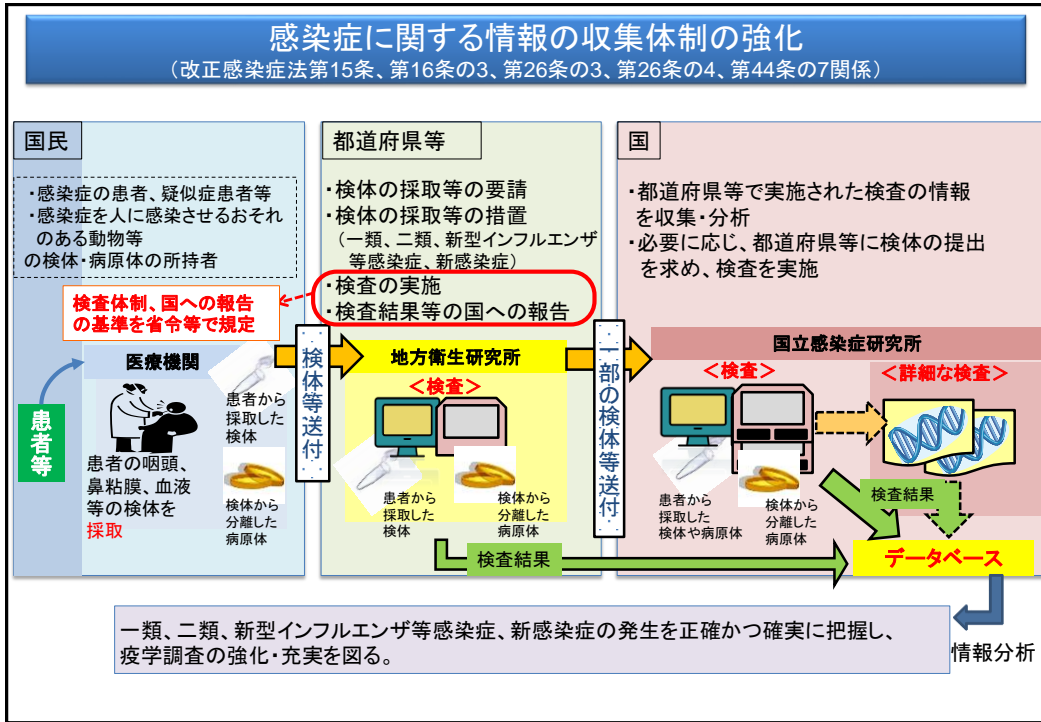 感染症に関する情報の収集体制の強化
（改正感染症法第15条、第16条の3、第26条の3、第26条の4、第44条の7関係）
国民
・感染症の患者、疑似症患者等
・感染症を人に感染させるおそれ
のある動物等
の検体・病原体の所持者
都道府県等
・検体の採取等の要請
・検体の採取等の措置
（一類、二類、新型インフルエンザ
等感染症、新感染症）
・検査の実施
・検査結果等の国への報告
国
・都道府県等で実施された検査の情報
を収集・分析
・必要に応じ、都道府県等に検体の提出
を求め、検査を実施
検査体制、国への報告
の基準を省令等で規定
患者等
医療機関
患者から
採取した
検体
患者の咽頭、
鼻粘膜、血液
等の検体を
採取
検体から
分離した
病原体
検体等送付
地方衛生研究所
＜検査＞
患者から
採取した
検体
検体から
分離した
病原体
一部の検体等送付
国立感染症研究所
＜検査＞
＜詳細な検査＞
患者から
採取した
検体や病原体
検体から
分離した
病原体
検査結果
検査結果
データベース
一類、二類、新型インフルエンザ等感染症、新感染症の発生を正確かつ確実に把握し、
疫学調査の強化・充実を図る。
情報分析